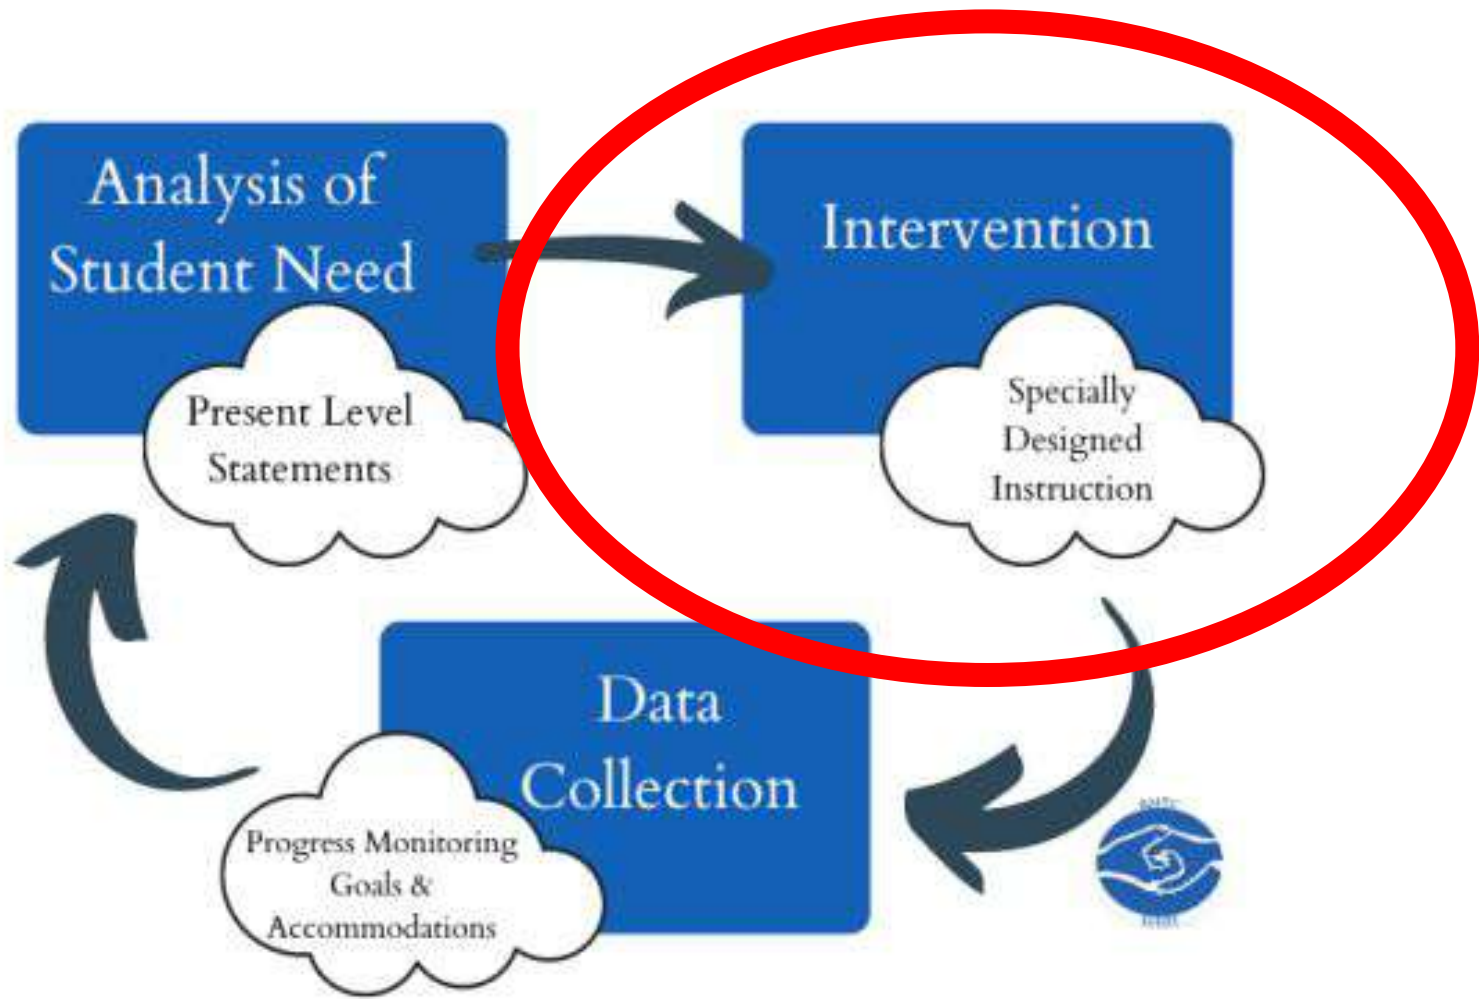 Analysis of
Student Need
Present Level
Statements
Intervention
Specially
Designed
Instruction
Data
Collection
Progress Monitoring
Goals &
Accommodations